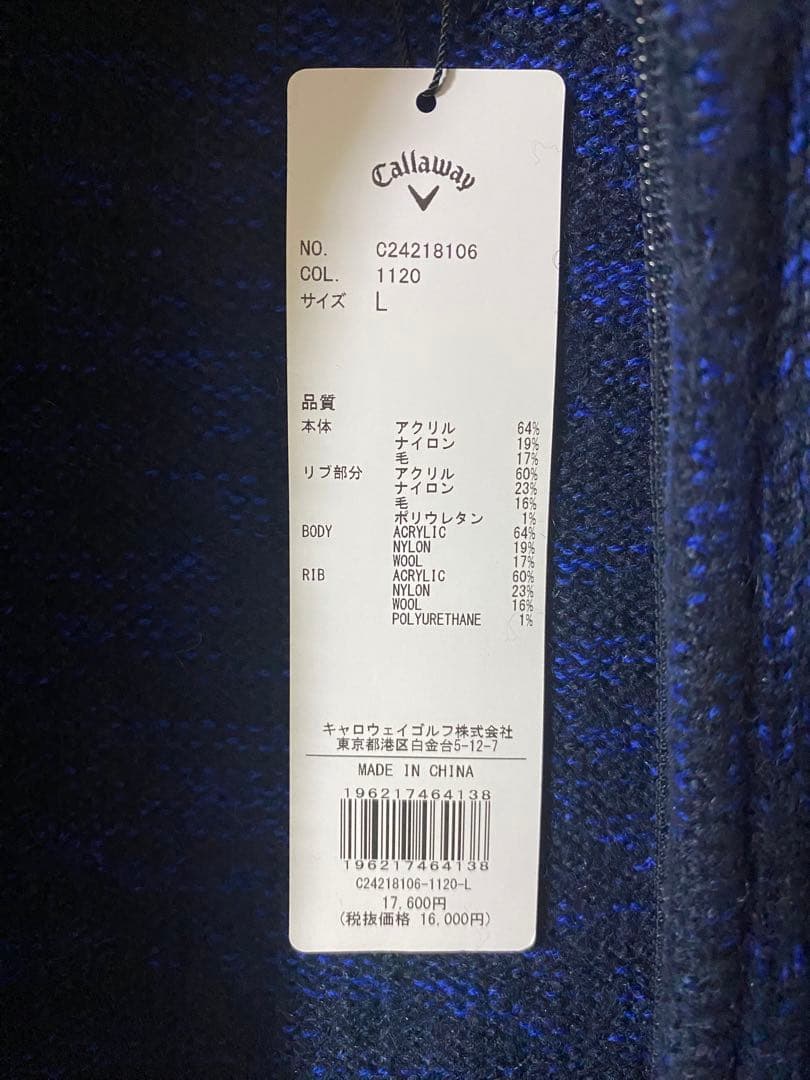 Callaway
NO. C24218106
COL. 1120
サイズ L
品質
本体 アクリル 64%
ナイロン 19%
毛 17%
リブ部分 アクリル 60%
ナイロン 23%
毛 16%
ポリウレタン 1%
BODY ACRYLIC 64%
NYLON 19%
WOOL 17%
RIB ACRYLIC 60%
NYLON 23%
WOOL 16%
POLYURETHANE 1%
キャロウェイゴルフ株式会社
東京都港区白金台5-12-7
MADE IN CHINA
196217464138
196217464138
C24218106-1120-L
17,600円
(税抜価格 16,000円)